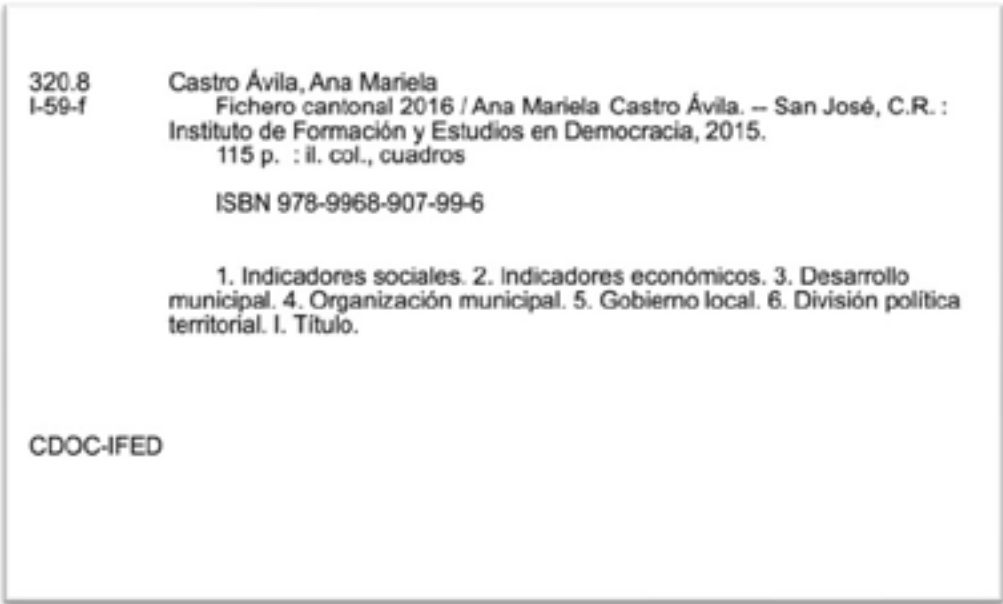 320.8 Castro Ávila, Ana Mariela
I-59-f Fichero cantonal 2016 / Ana Mariela Castro Ávila. -- San José, C.R. :
Instituto de Formación y Estudios en Democracia, 2015.
115 p. : il. col., cuadros
ISBN 978-9968-907-99-6
1. Indicadores sociales. 2. Indicadores económicos. 3. Desarrollo
municipal. 4. Organización municipal. 5. Gobierno local. 6. División política
territorial. I. Título.
CDOC-IFED